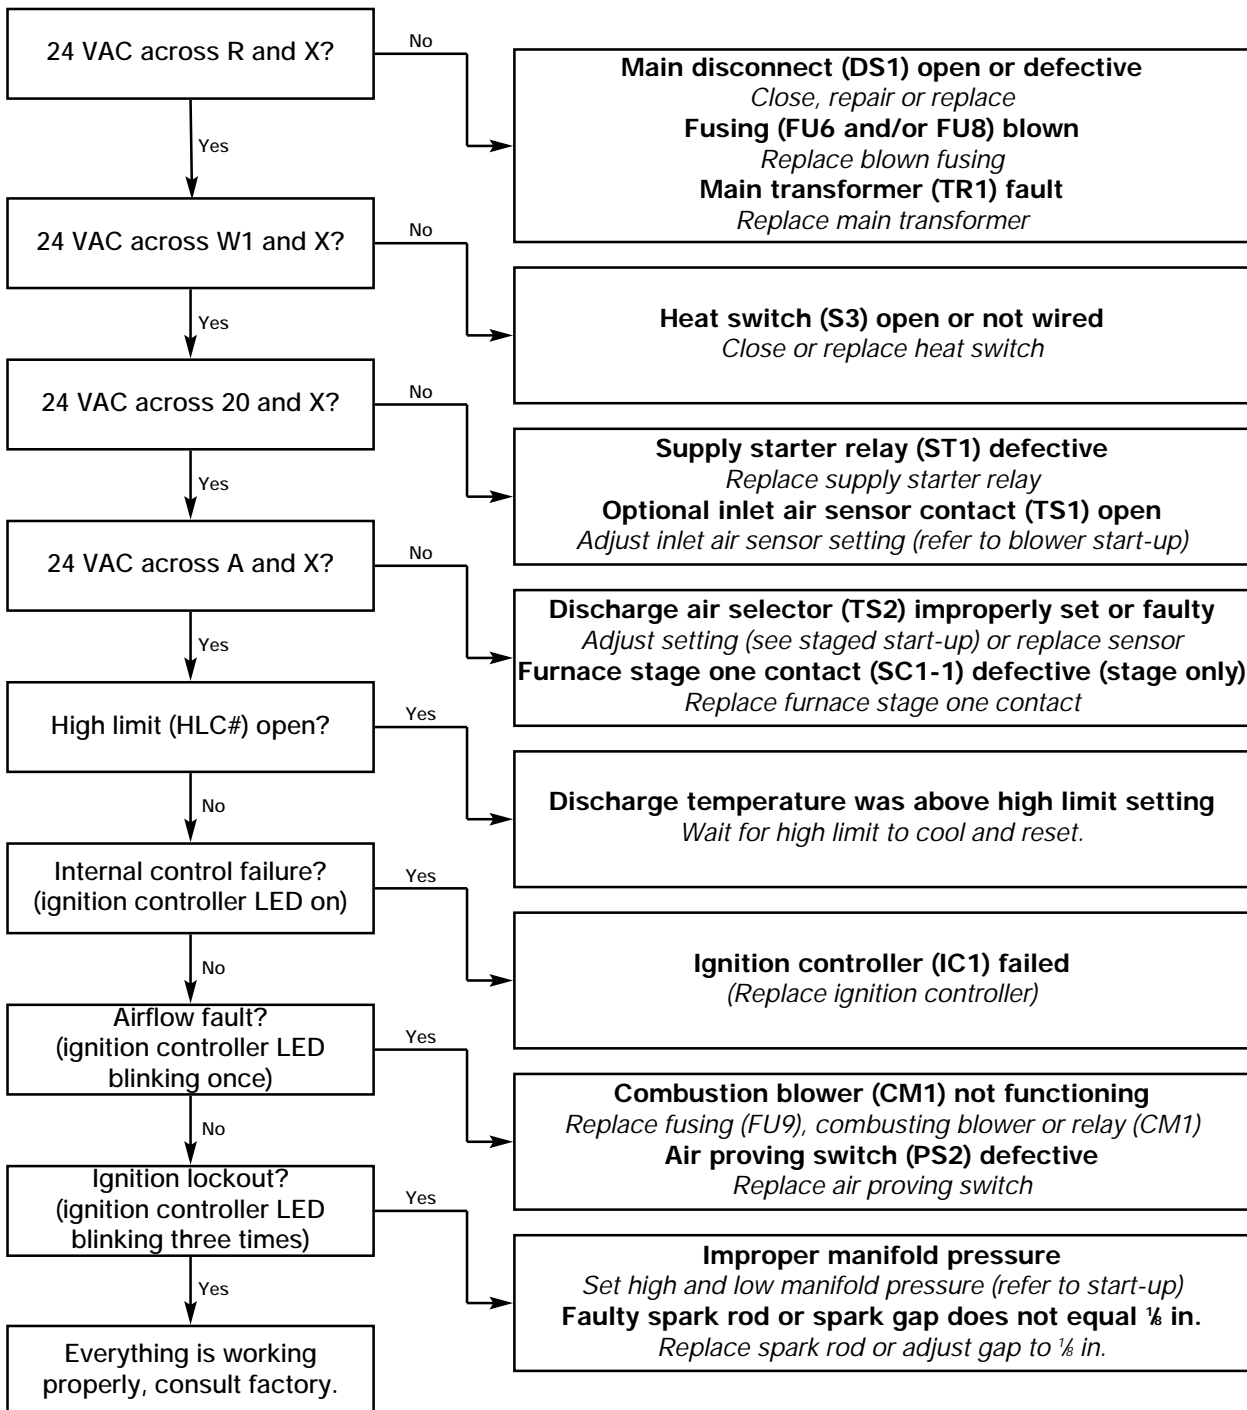 24 VAC across R and X?
No
Main disconnect (DS1) open or defective
Close, repair or replace
Fusing (FU6 and/or FU8) blown
Replace blown fusing
Main transformer (TR1) fault
Replace main transformer
Yes
24 VAC across W1 and X?
No
Heat switch (S3) open or not wired
Close or replace heat switch
Yes
24 VAC across 20 and X?
No
Supply starter relay (ST1) defective
Replace supply starter relay
Optional inlet air sensor contact (TS1) open
Adjust inlet air sensor setting (refer to blower start-up)
Yes
24 VAC across A and X?
No
Discharge air selector (TS2) improperly set or faulty
Adjust setting (see staged start-up) or replace sensor
Furnace stage one contact (SC1-1) defective (stage only)
Replace furnace stage one contact
Yes
High limit (HLC#) open?
Yes
Discharge temperature was above high limit setting
Wait for high limit to cool and reset.
No
Internal control failure?
(ignition controller LED on)
Yes
Ignition controller (IC1) failed
(Replace ignition controller)
No
Airflow fault?
(ignition controller LED
blinking once)
Yes
Combustion blower (CM1) not functioning
Replace fusing (FU9), combusting blower or relay (CM1)
Air proving switch (PS2) defective
Replace air proving switch
No
Ignition lockout?
(ignition controller LED
blinking three times)
Yes
Improper manifold pressure
Set high and low manifold pressure (refer to start-up)
Faulty spark rod or spark gap does not equal ⅛ in.
Replace spark rod or adjust gap to ⅛ in.
Yes
Everything is working
properly, consult factory.